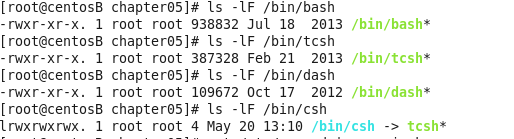 [root@centosB chapter05]# ls -lF /bin/bash
-rwxr-xr-x. 1 root root 938832 Jul 18  2013 /bin/bash*
[root@centosB chapter05]# ls -lF /bin/tcsh
-rwxr-xr-x. 1 root root 387328 Feb 21  2013 /bin/tcsh*
[root@centosB chapter05]# ls -lF /bin/dash
-rwxr-xr-x. 1 root root 109672 Oct 17  2012 /bin/dash*
[root@centosB chapter05]# ls -lF /bin/csh
lrwxrwxrwx. 1 root root 4 May 20 13:10 /bin/csh -> tcsh*